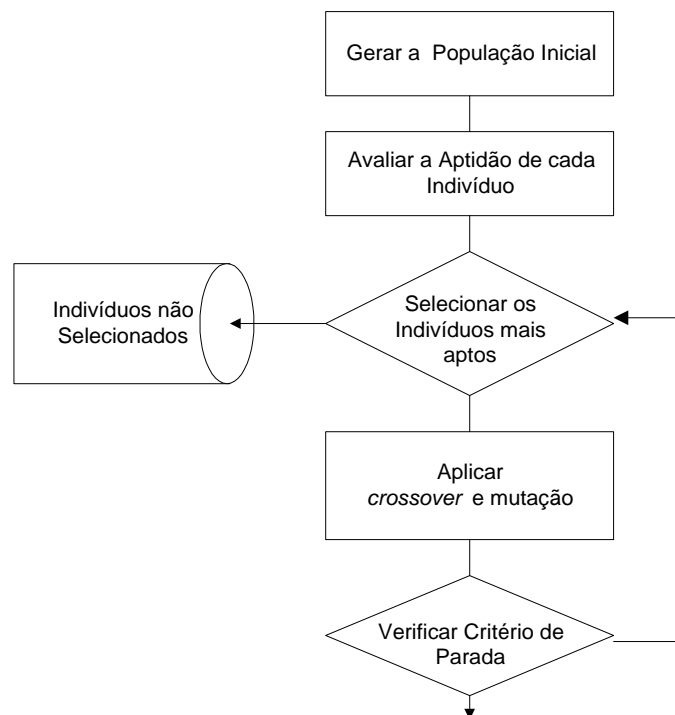 Gerar a População Inicial
Avaliar a Aptidão de cada
Indivíduo
Indivíduos não
Selecionados
Selecionar os
Indivíduos mais
aptos
Aplicar
crossover e mutação
Verificar Critério de
Parada